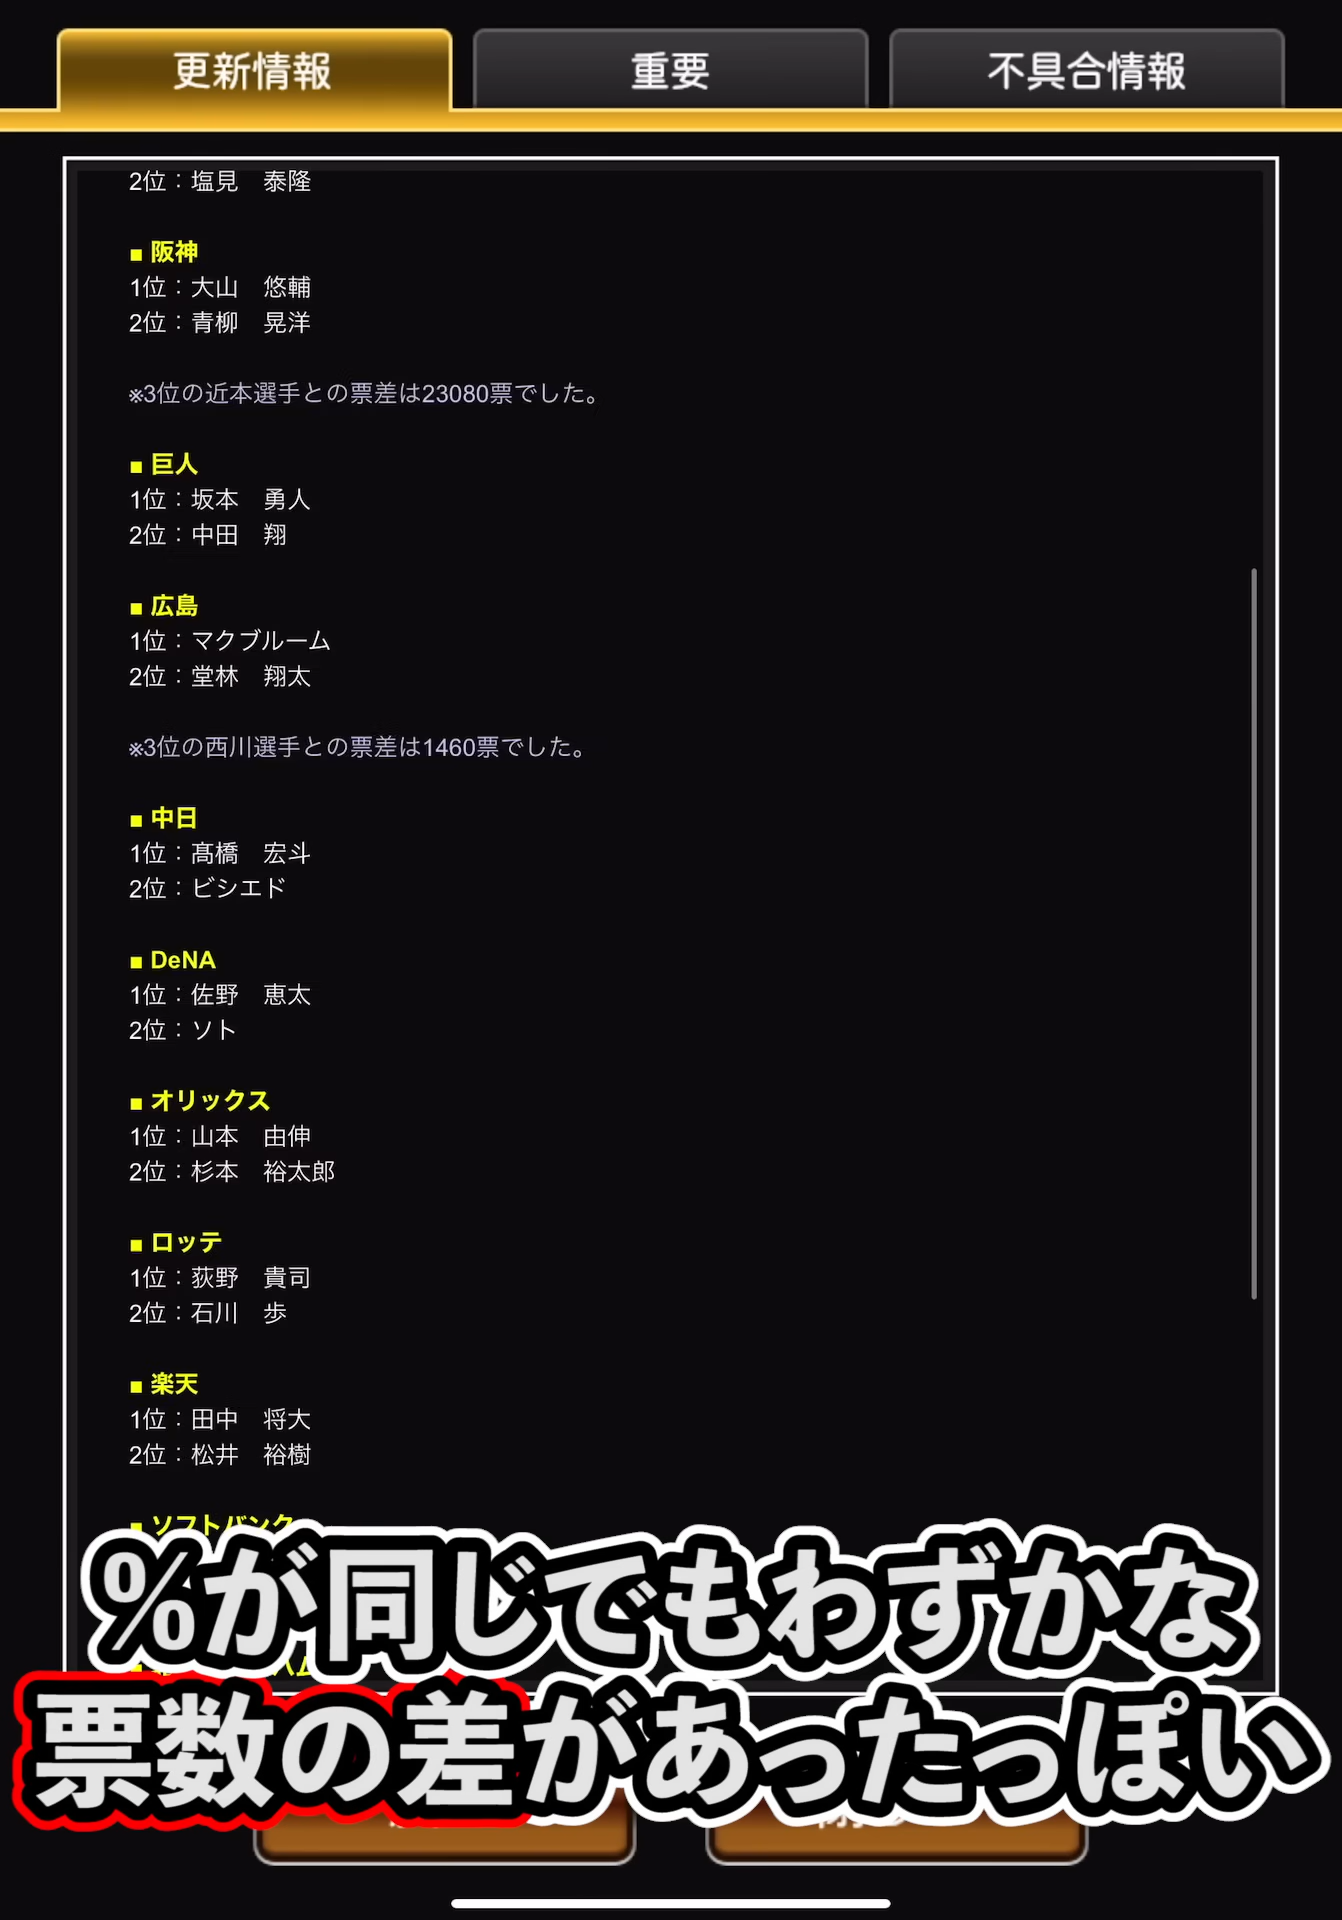 更新情報
重要
不具合情報
2位：塩見　泰隆
■ 阪神
1位：大山　悠輔
2位：青柳　晃洋
※3位の近本選手との票差は23080票でした。
■ 巨人
1位：坂本　勇人
2位：中田　翔
■ 広島
1位：マクブルーム
2位：堂林　翔太
※3位の西川選手との票差は1460票でした。
■ 中日
1位：髙橋　宏斗
2位：ビシエド
■ DeNA
1位：佐野　恵太
2位：ソト
■ オリックス
1位：山本　由伸
2位：杉本　裕太郎
■ ロッテ
1位：荻野　貴司
2位：石川　歩
■ 楽天
1位：田中　将大
2位：松井　裕樹
■ ソフトバンク
%が同じでもわずかな
票数の差があったっぽい